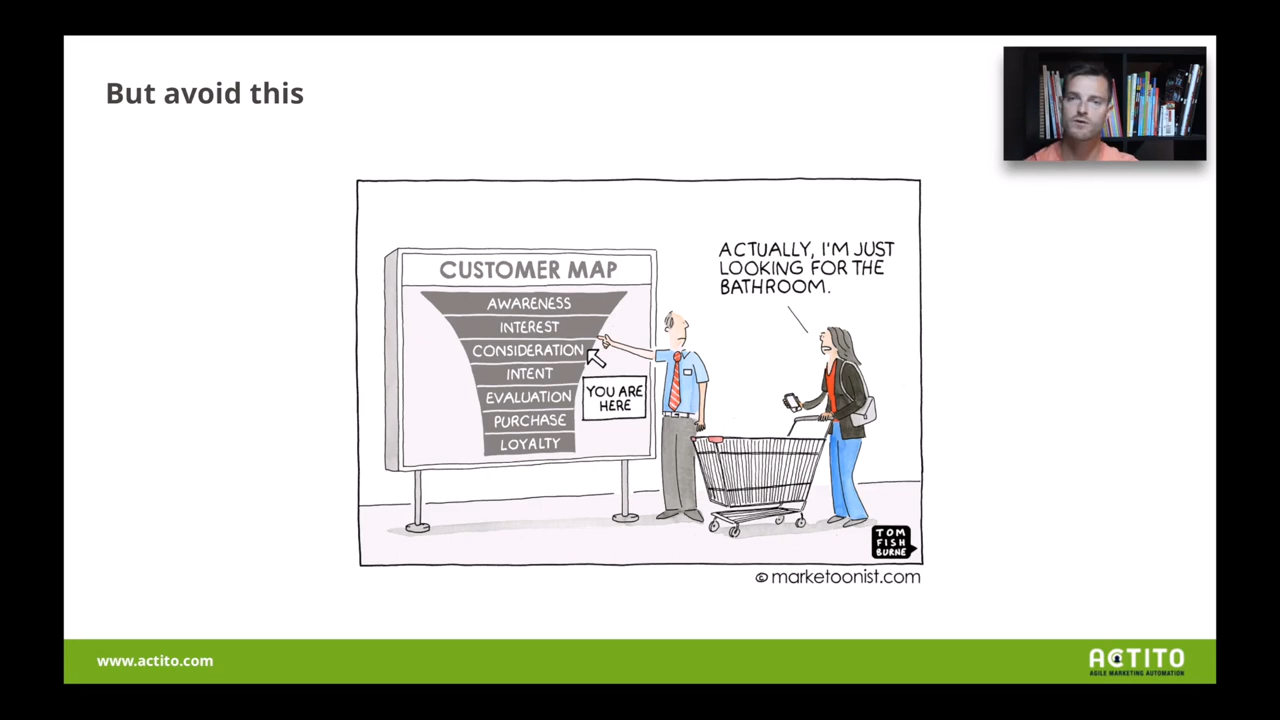 But avoid this
CUSTOMER MAP
AWARENESS
INTEREST
CONSIDERATION
INTENT
EVALUATION
PURCHASE
LOYALTY
YOU ARE
HERE
ACTUALLY, I'M JUST
LOOKING FOR THE
BATHROOM.
TOM
FISH
BURNE
© marketoonist.com
www.actito.com
ACTITO
AGILE MARKETING AUTOMATION